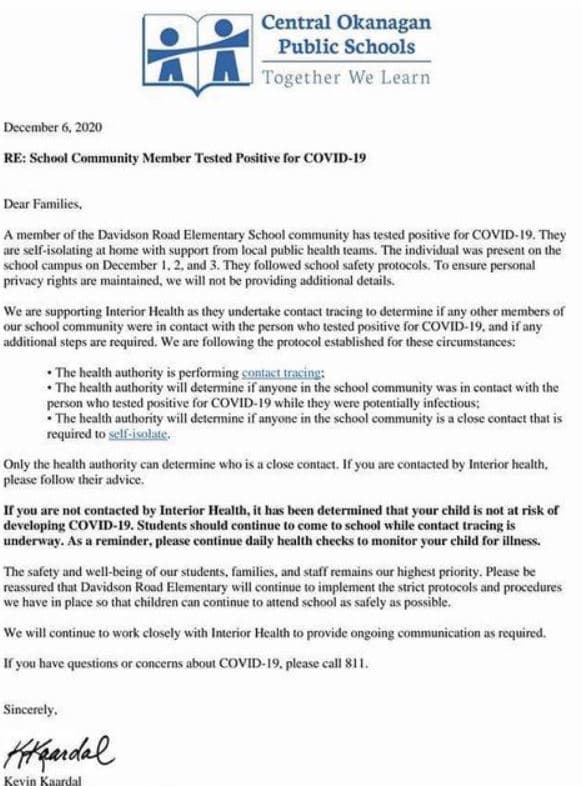 Central Okanagan
Public Schools
Together We Learn
December 6, 2020
RE: School Community Member Tested Positive for COVID-19
Dear Families,
A member of the Davidson Road Elementary School community has tested positive for COVID-19. They
are self-isolating at home with support from local public health teams. The individual was present on the
school campus on December 1, 2, and 3. They followed school safety protocols. To ensure personal
privacy rights are maintained, we will not be providing additional details.
We are supporting Interior Health as they undertake contact tracing to determine if any other members of
our school community were in contact with the person who tested positive for COVID-19, and if any
additional steps are required. We are following the protocol established for these circumstances:
• The health authority is performing contact tracing;
• The health authority will determine if anyone in the school community was in contact with the
person who tested positive for COVID-19 while they were potentially infectious;
• The health authority will determine if anyone in the school community is a close contact that is
required to self-isolate.
Only the health authority can determine who is a close contact. If you are contacted by Interior health,
please follow their advice.
If you are not contacted by Interior Health, it has been determined that your child is not at risk of
developing COVID-19. Students should continue to come to school while contact tracing is
underway. As a reminder, please continue daily health checks to monitor your child for illness.
The safety and well-being of our students, families, and staff remains our highest priority. Please be
reassured that Davidson Road Elementary will continue to implement the strict protocols and procedures
we have in place so that children can continue to attend school as safely as possible.
We will continue to work closely with Interior Health to provide ongoing communication as required.
If you have questions or concerns about COVID-19, please call 811.
Sincerely,
KKaardal
Kevin Kaardal